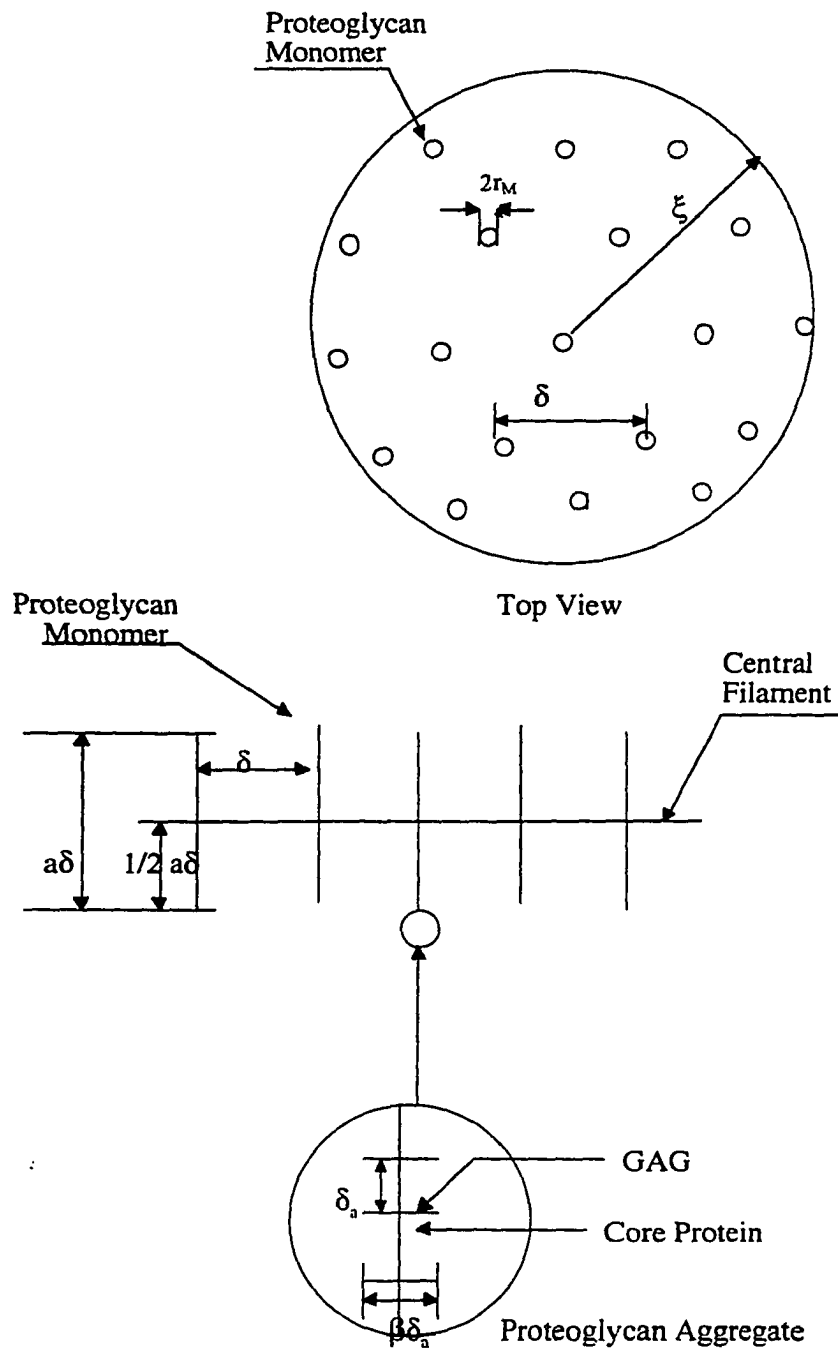 Proteoglycan
Monomer
2r_M
ξ
δ
Top View
Proteoglycan
Monomer
Central
Filament
δ
aδ
1/2 aδ
GAG
δ_a
Core Protein
βδ_a
Proteoglycan Aggregate